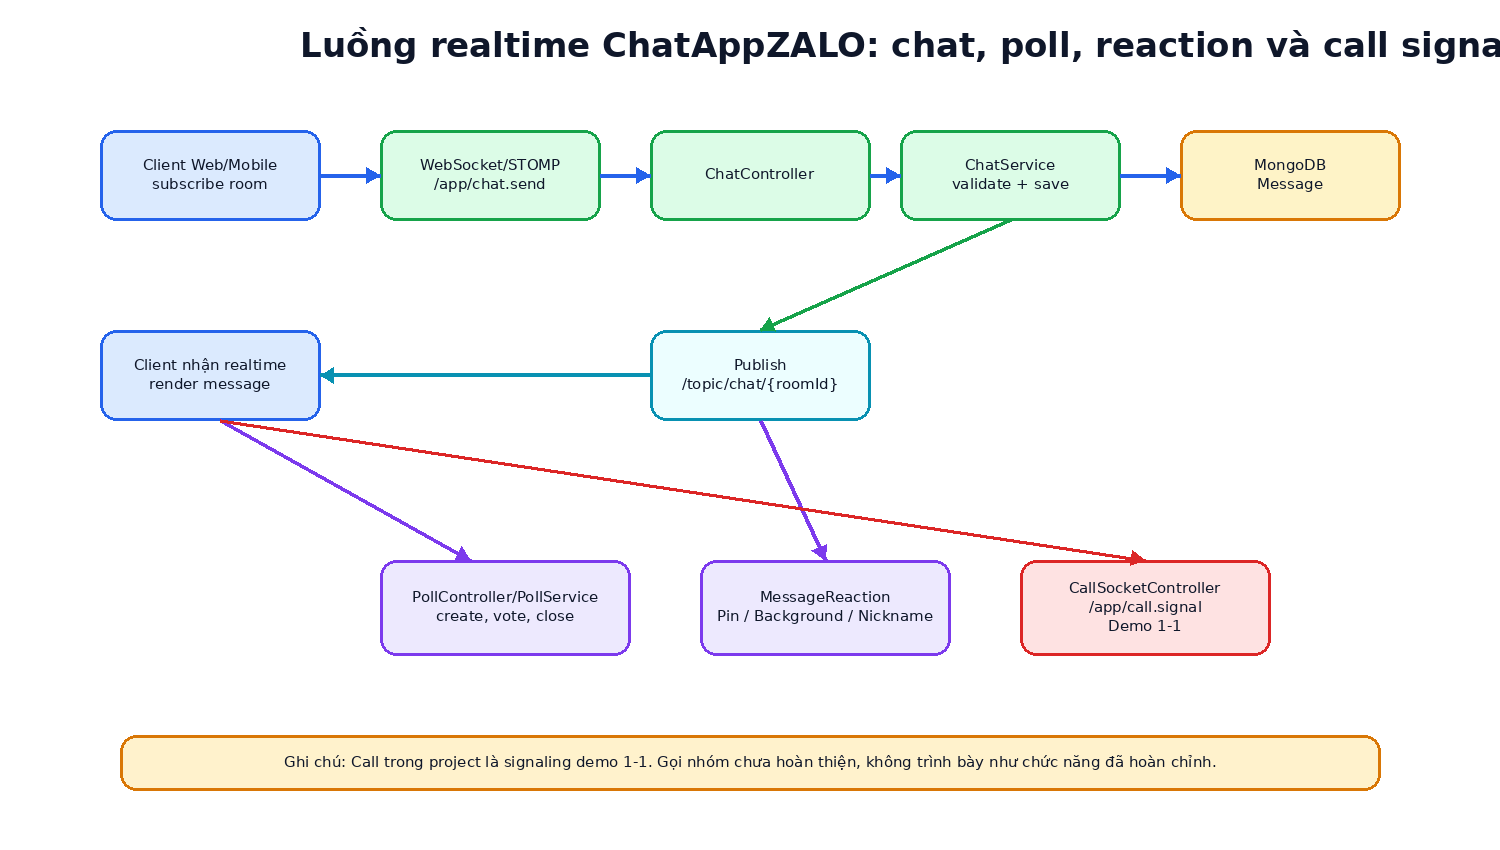 Luồng realtime ChatAppZALO: chat, poll, reaction và call signa
Client Web/Mobile
subscribe room
WebSocket/STOMP
/app/chat.send
ChatController
ChatService
validate + save
MongoDB
Message
Client nhận realtime
render message
Publish
/topic/chat/{roomId}
PollController/PollService
create, vote, close
MessageReaction
Pin / Background / Nickname
CallSocketController
/app/call.signal
Demo 1-1
Ghi chú: Call trong project là signaling demo 1-1. Gọi nhóm chưa hoàn thiện, không trình bày như chức năng đã hoàn chỉnh.